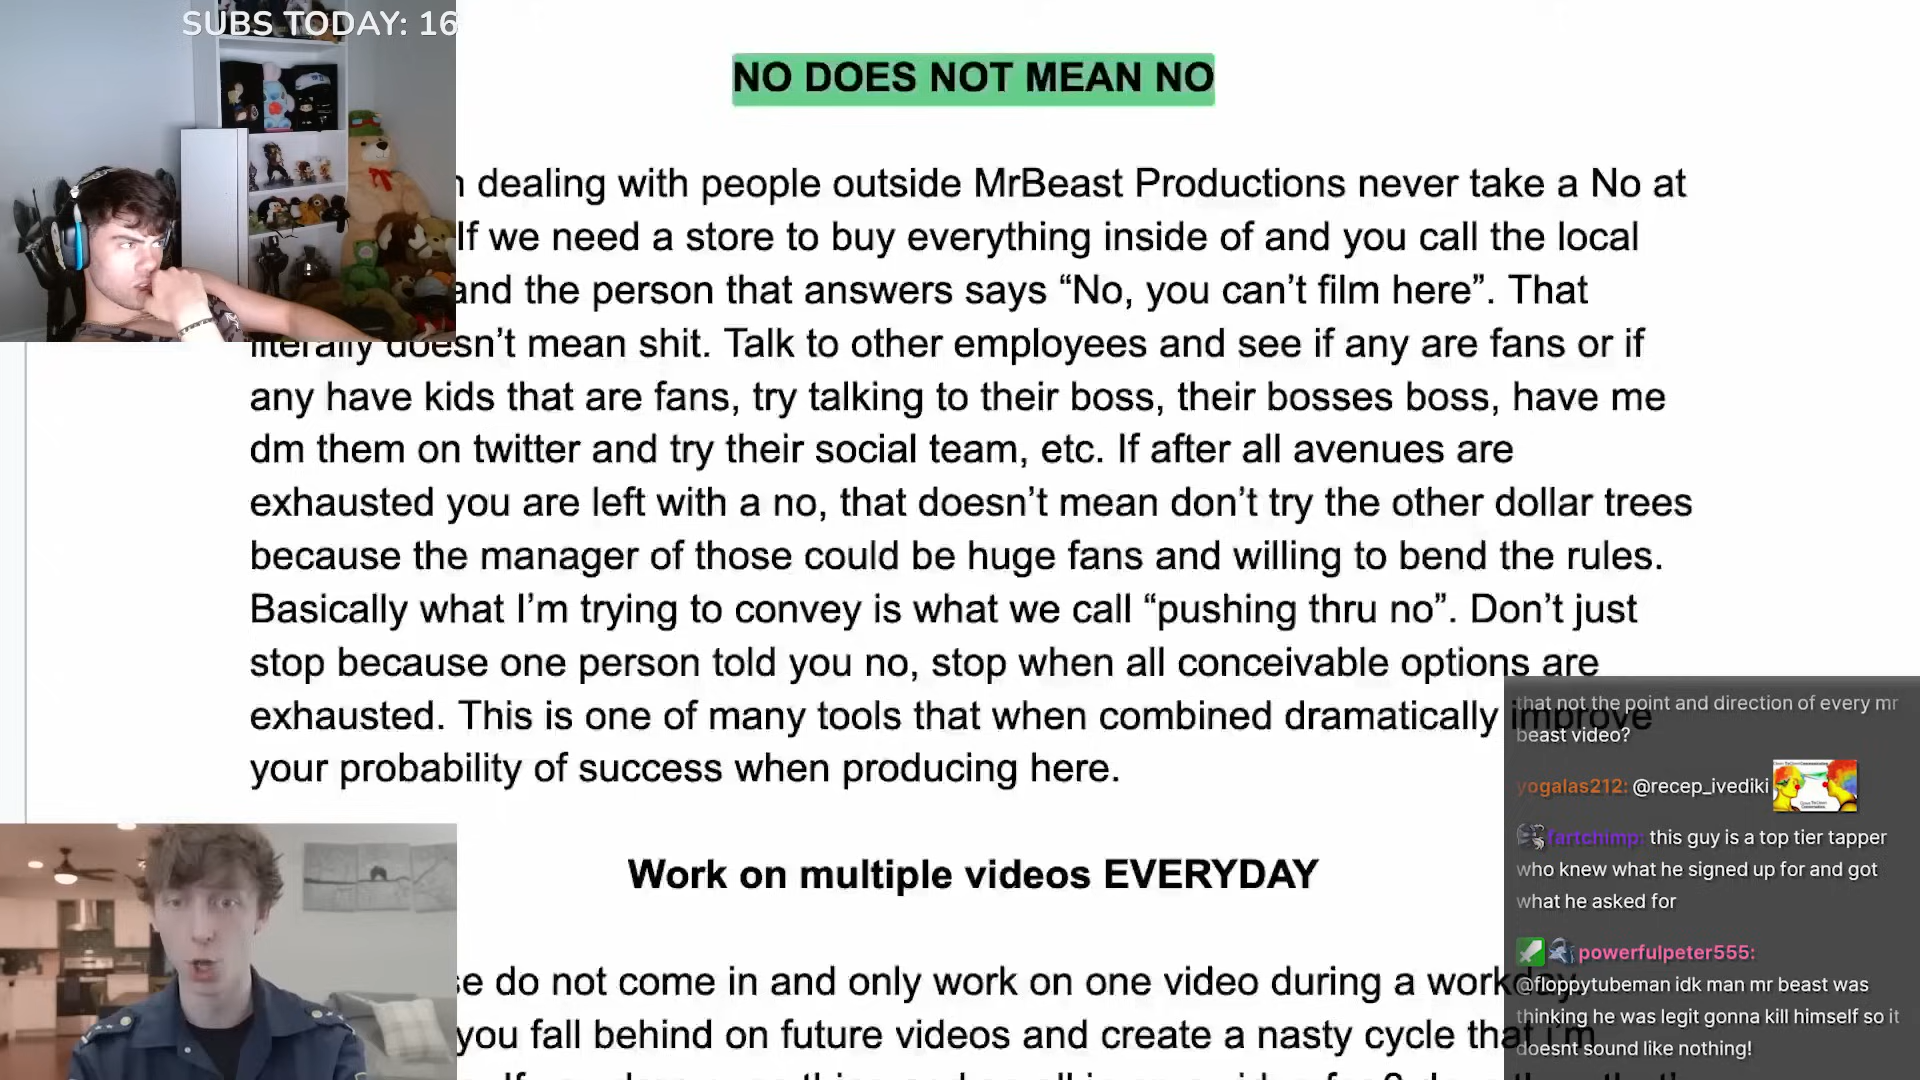 SUBS TODAY: 16
NO DOES NOT MEAN NO
dealing with people outside MrBeast Productions never take a No at
If we need a store to buy everything inside of and you call the local
and the person that answers says “No, you can’t film here”. That
literally doesn’t mean shit. Talk to other employees and see if any are fans or if
any have kids that are fans, try talking to their boss, their bosses boss, have me
dm them on twitter and try their social team, etc. If after all avenues are
exhausted you are left with a no, that doesn’t mean don’t try the other dollar trees
because the manager of those could be huge fans and willing to bend the rules.
Basically what I’m trying to convey is what we call “pushing thru no”. Don’t just
stop because one person told you no, stop when all conceivable options are
exhausted. This is one of many tools that when combined dramatically improve
your probability of success when producing here.
Work on multiple videos EVERYDAY
do not come in and only work on one video during a workday
you fall behind on future videos and create a nasty cycle that i’m
that not the point and direction of every mr
beast video?
yogalas212: @recep_ivediki
fartchimp: this guy is a top tier tapper
who knew what he signed up for and got
what he asked for
powerfulpeter555:
@floppytubeman idk man mr beast was
thinking he was legit gonna kill himself so it
doesnt sound like nothing!